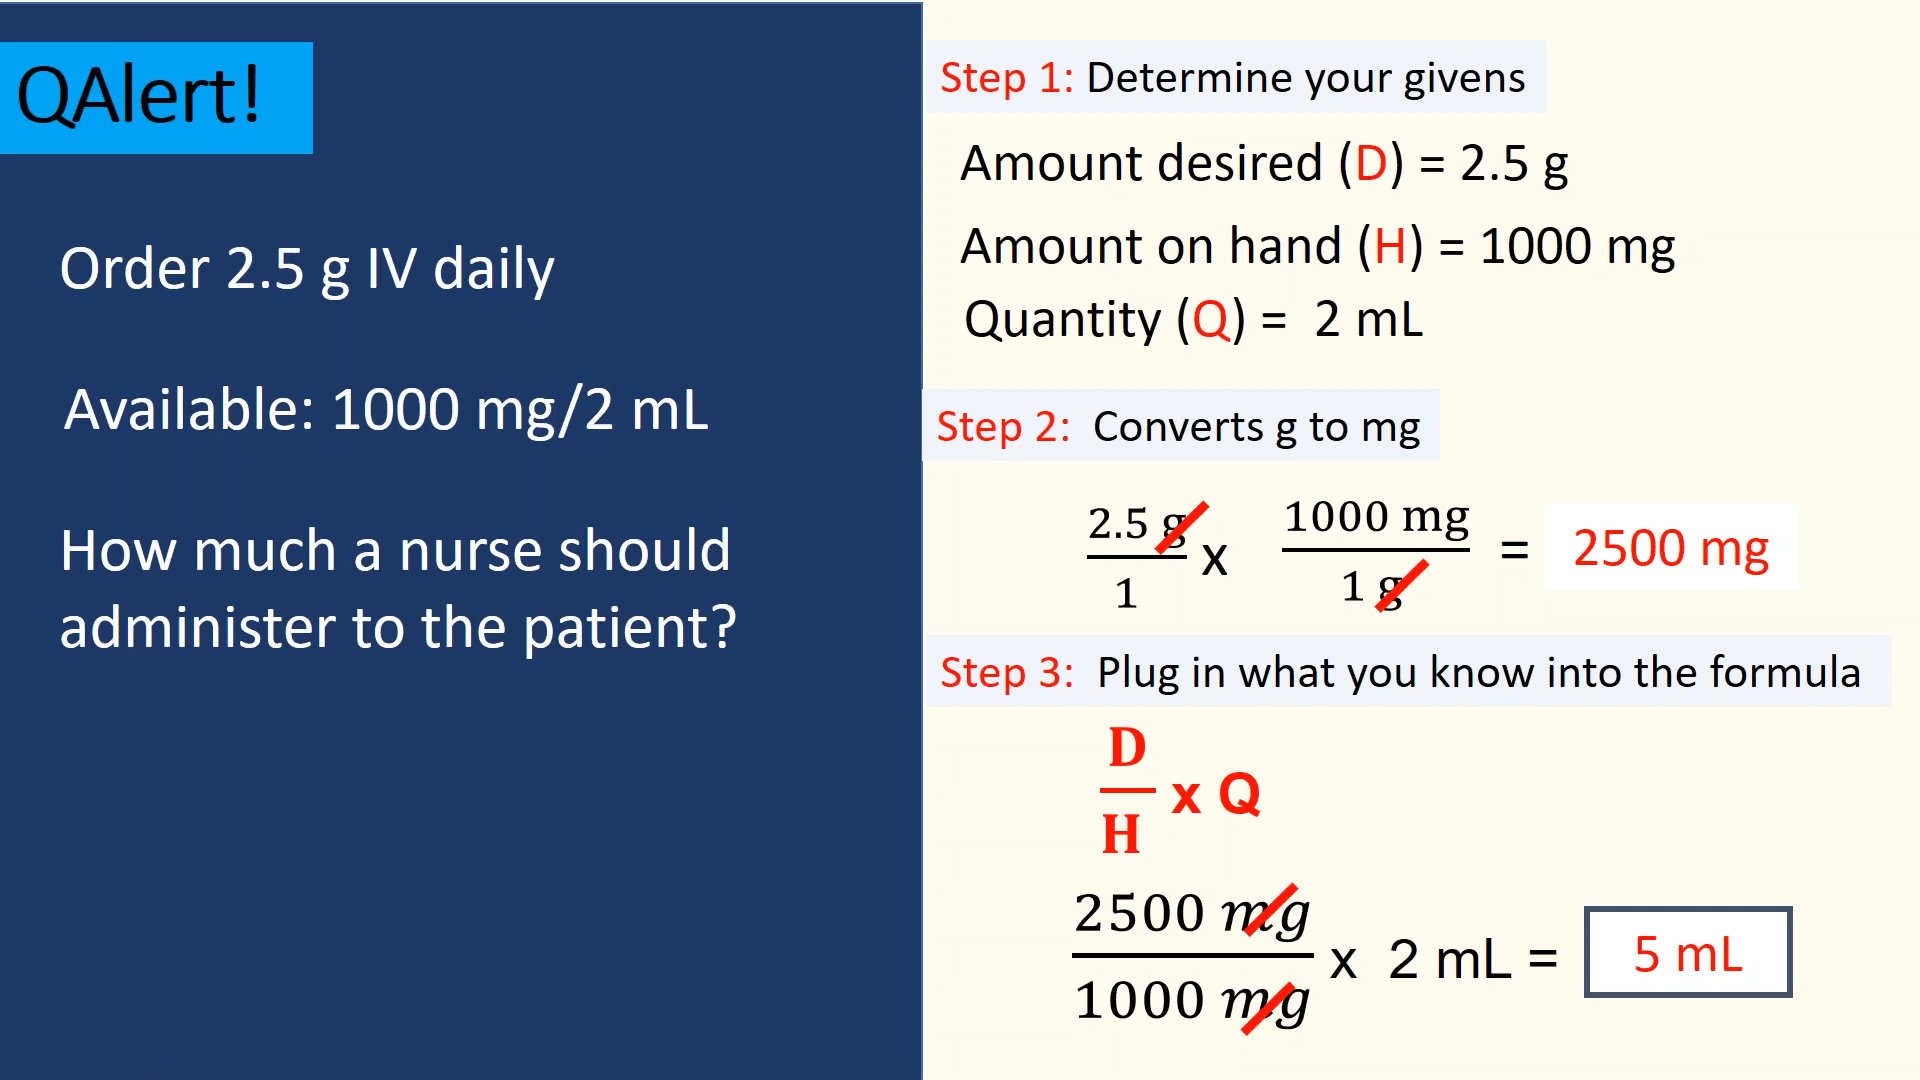 QAlert!
Order 2.5 g IV daily
Available: 1000 mg/2 mL
How much a nurse should
administer to the patient?
Step 1: Determine your givens
Amount desired (D) = 2.5 g
Amount on hand (H) = 1000 mg
Quantity (Q) = 2 mL
Step 2: Converts g to mg
2.5 g
1
x
1000 mg
1 g
= 2500 mg
Step 3: Plug in what you know into the formula
D
H
x Q
2500 mg
1000 mg
x 2 mL = 5 mL